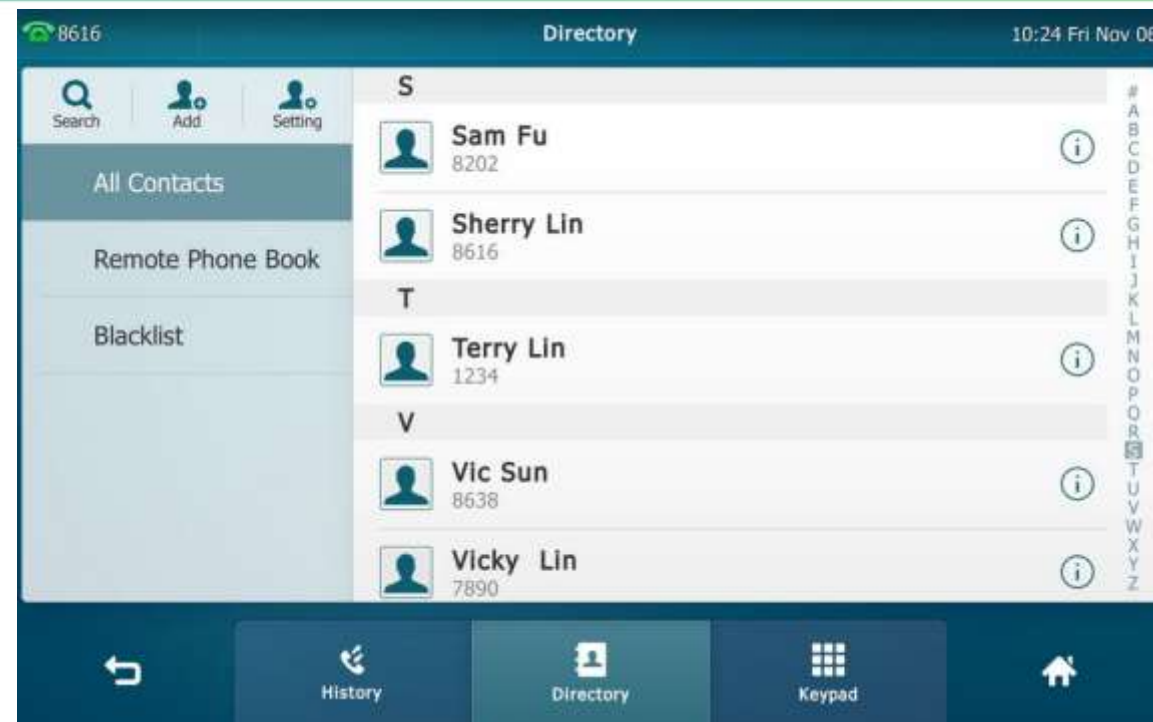 8616
Directory
10:24 Fri Nov 08
Search
Add
Setting
All Contacts
Remote Phone Book
Blacklist
S
Sam Fu
8202
Sherry Lin
8616
T
Terry Lin
1234
V
Vic Sun
8638
Vicky Lin
7890
#
A
B
C
D
E
F
G
H
I
J
K
L
M
N
O
P
Q
R
S
T
U
V
W
X
Y
Z
History
Directory
Keypad